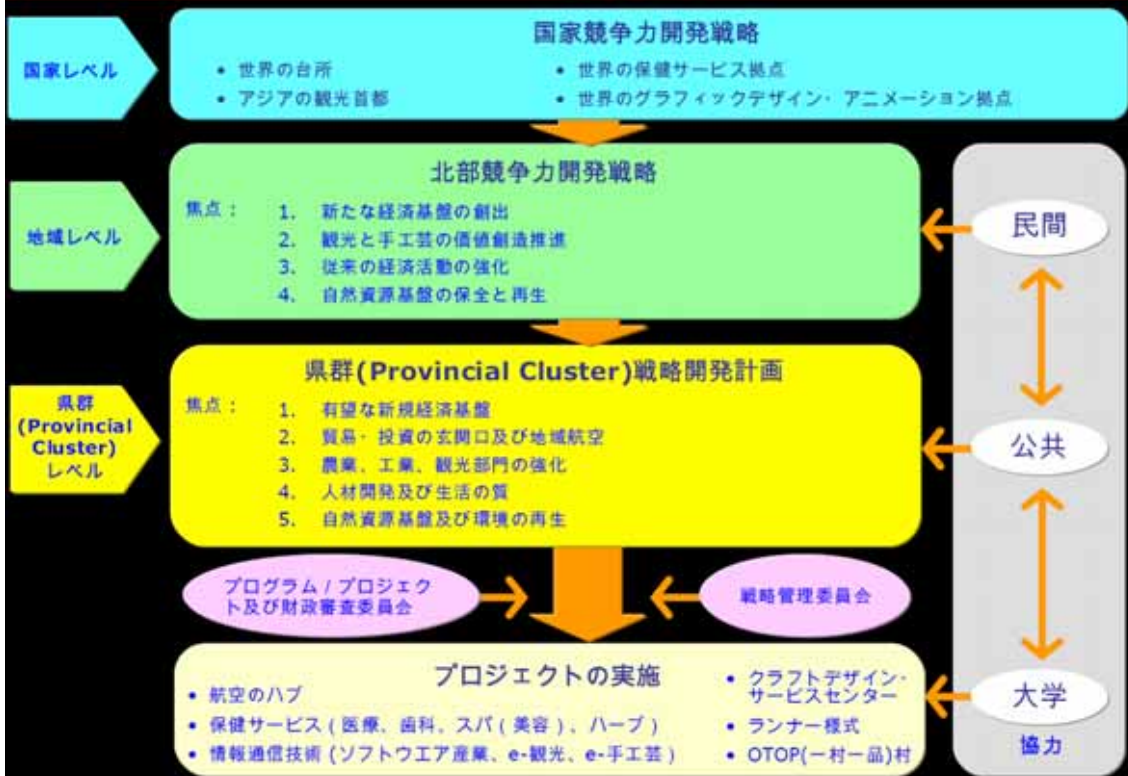 国家レベル
国家競争力開発戦略
• 世界の台所
• 世界の保健サービス拠点
• アジアの観光首都
• 世界のグラフィックデザイン・アニメーション拠点
地域レベル
北部競争力開発戦略
焦点： 1. 新たな経済基盤の創出
2. 観光と手工芸の価値創造推進
3. 従来の経済活動の強化
4. 自然資源基盤の保全と再生
県群
(Provincial
Cluster)
レベル
県群(Provincial Cluster)戦略開発計画
焦点： 1. 有望な新規経済基盤
2. 貿易・投資の玄関口及び地域航空
3. 農業、工業、観光部門の強化
4. 人材開発及び生活の質
5. 自然資源基盤及び環境の再生
プログラム / プロジェク
ト及び財政審査委員会
戦略管理委員会
プロジェクトの実施
• 航空のハブ
• 保健サービス ( 医療、歯科、スパ ( 美容 )、ハーブ )
• 情報通信技術 (ソフトウエア産業、e-観光、e-手工芸 )
• クラフトデザイン・
サービスセンター
• ランナー様式
• OTOP(一村一品)村
民間
公共
大学
協力